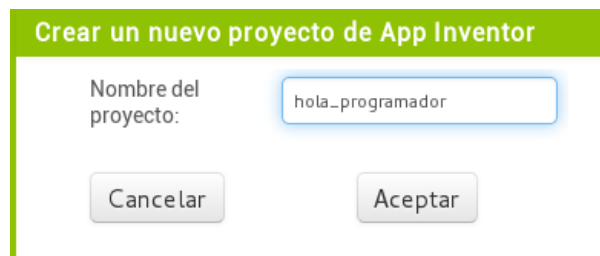 Crear un nuevo proyecto de App Inventor
Nombre del
proyecto:
hola_programador
Cancelar
Aceptar